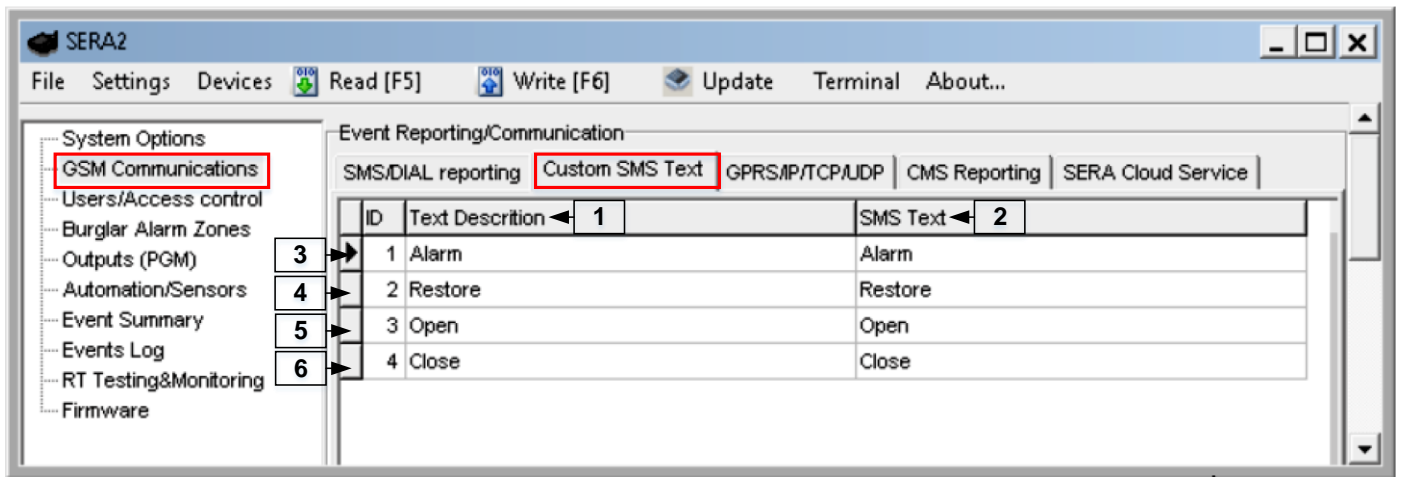 SERA2
File Settings Devices Read [F5] Write [F6] Update Terminal About...
System Options
GSM Communications
Users/Access control
Burglar Alarm Zones
Outputs (PGM)
Automation/Sensors
Event Summary
Events Log
RT Testing&Monitoring
Firmware
Event Reporting/Communication
SMS/DIAL reporting Custom SMS Text GPRS/IP/TCP/UDP CMS Reporting SERA Cloud Service
ID Text Descrition 1 SMS Text 2
3 1 Alarm Alarm
4 2 Restore Restore
5 3 Open Open
6 4 Close Close